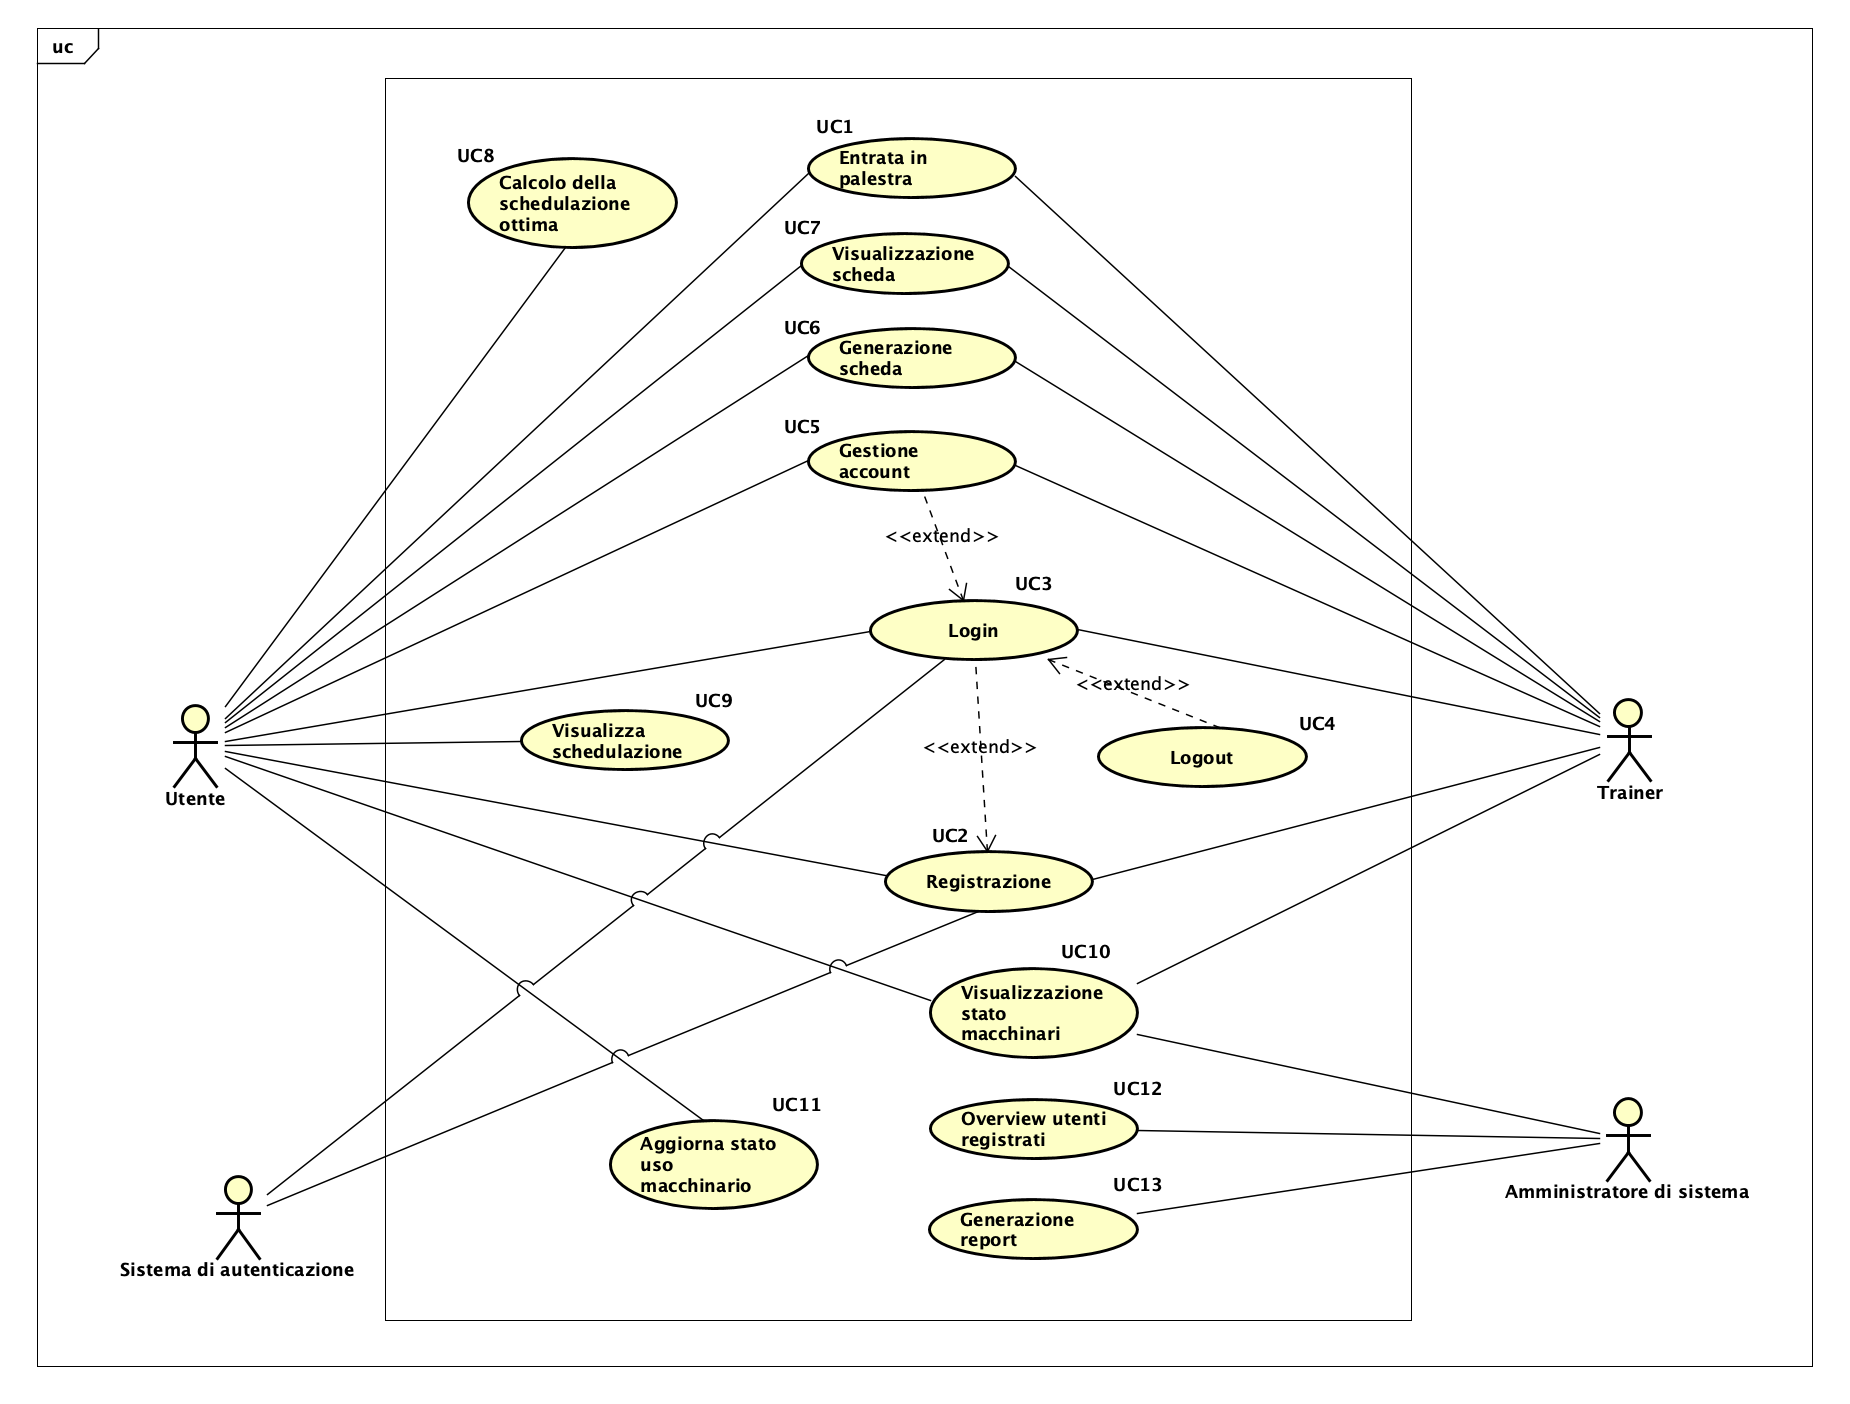 uc
UC1
Entrata in
palestra
UC8
Calcolo della
schedulazione
ottima
UC7
Visualizzazione
scheda
UC6
Generazione
scheda
UC5
Gestione
account
<<extend>>
UC3
Login
<<extend>>
UC9
Visualizza
schedulazione
UC4
Logout
<<extend>>
Utente
Trainer
UC2
Registrazione
UC10
Visualizzazione
stato
macchinari
UC12
Overview utenti
registrati
UC11
Aggiorna stato
uso
macchinario
UC13
Generazione
report
Amministratore di sistema
Sistema di autenticazione